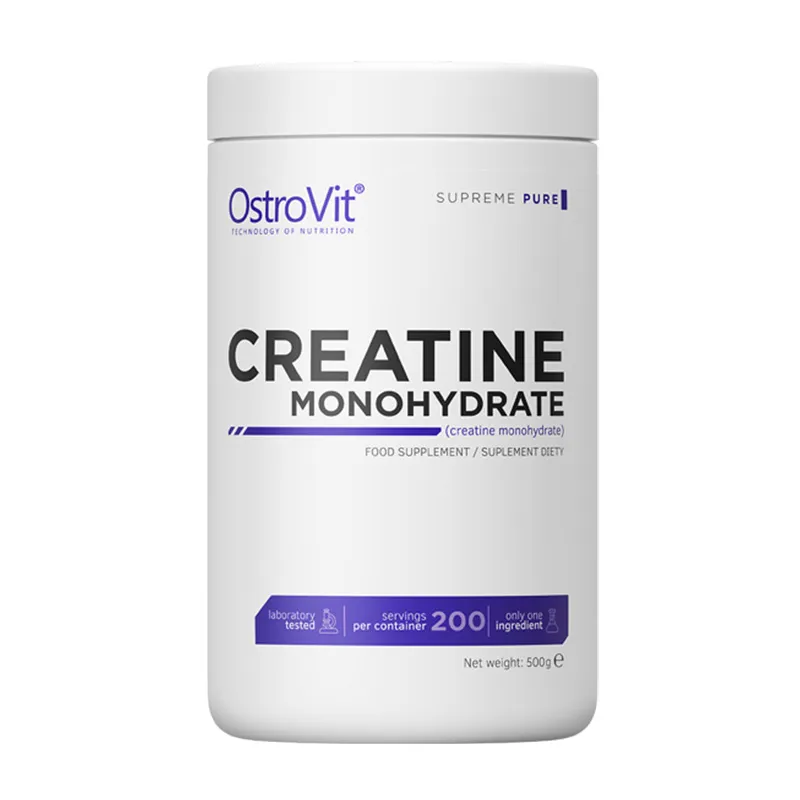 OstroVit®
TECHNOLOGY OF NUTRITION
SUPREME PURE
CREATINE
MONOHYDRATE
(creatine monohydrate)
FOOD SUPPLEMENT / SUPLEMENT DIETY
laboratory tested
servings per container 200
only one ingredient
Net weight: 500g ℮